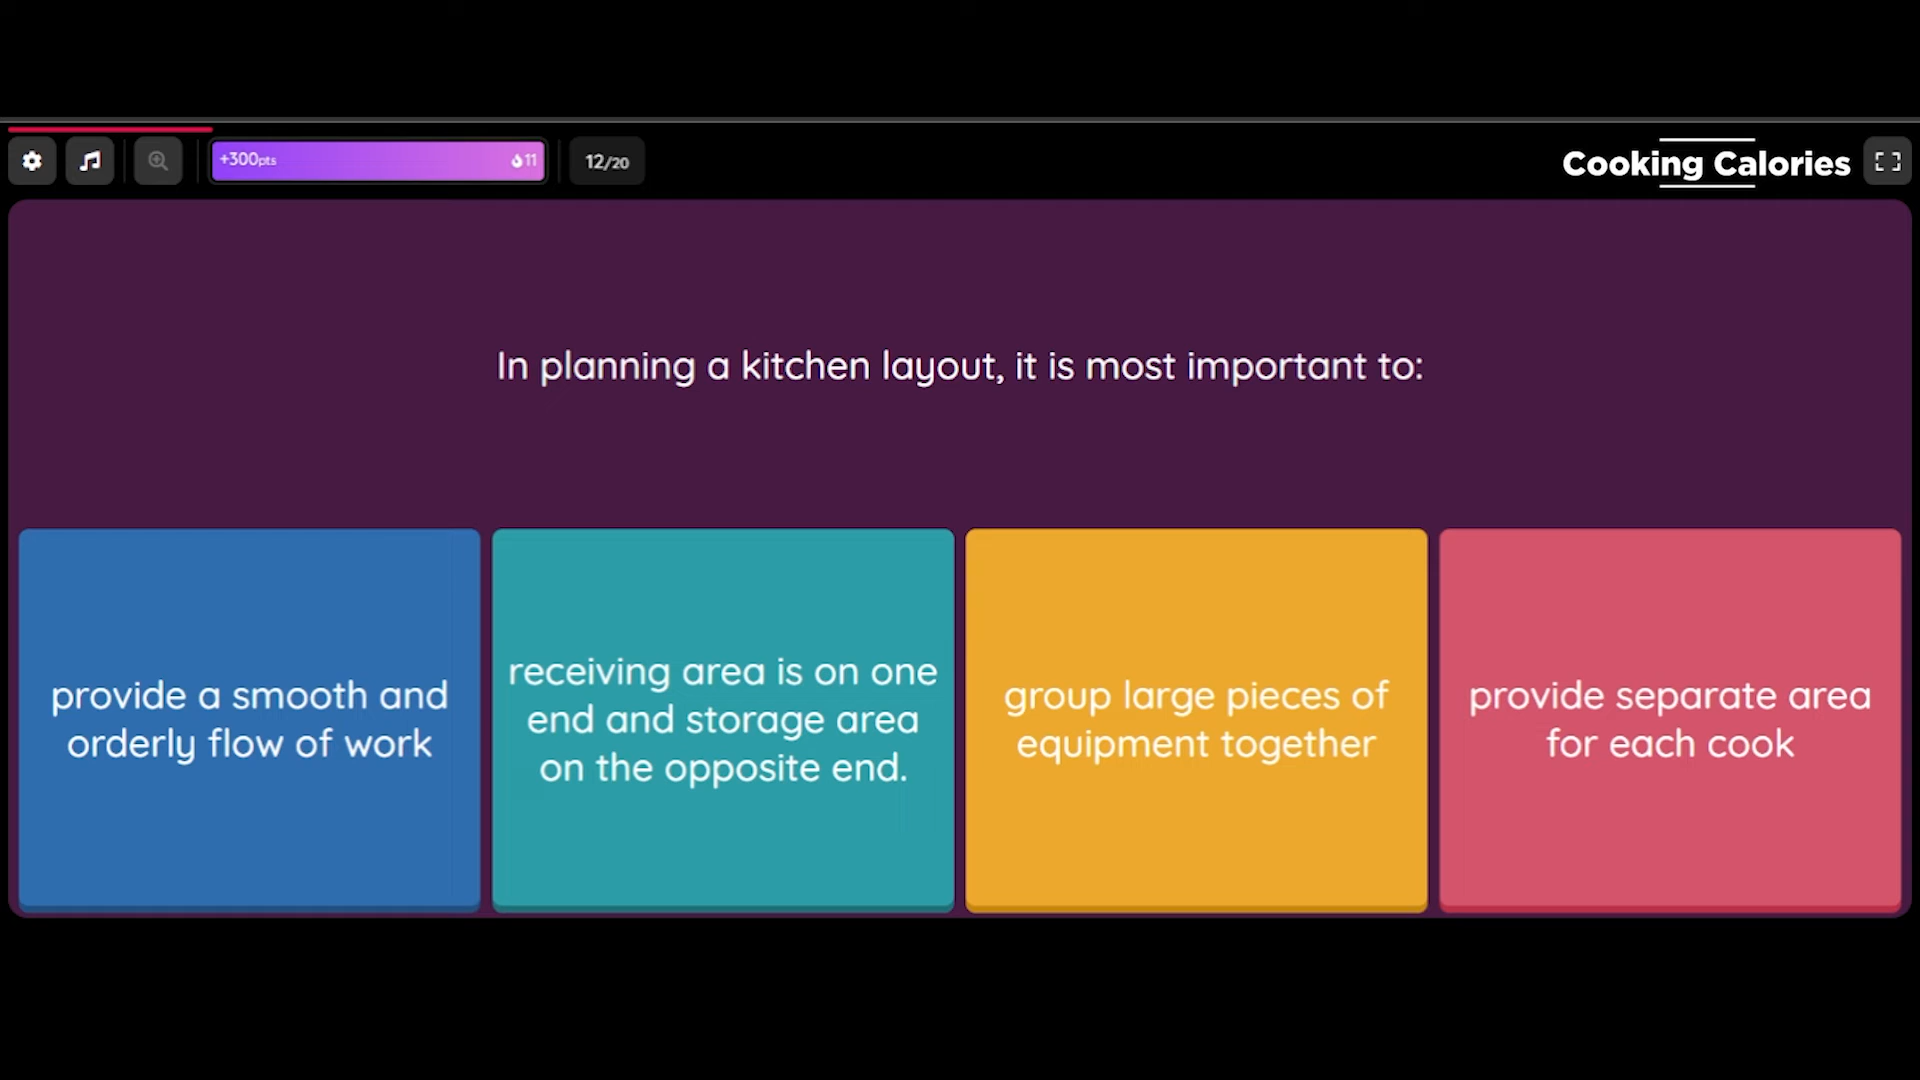 +300pts
11
12/20
Cooking Calories
In planning a kitchen layout, it is most important to:
provide a smooth and
orderly flow of work
receiving area is on one
end and storage area
on the opposite end.
group large pieces of
equipment together
provide separate area
for each cook